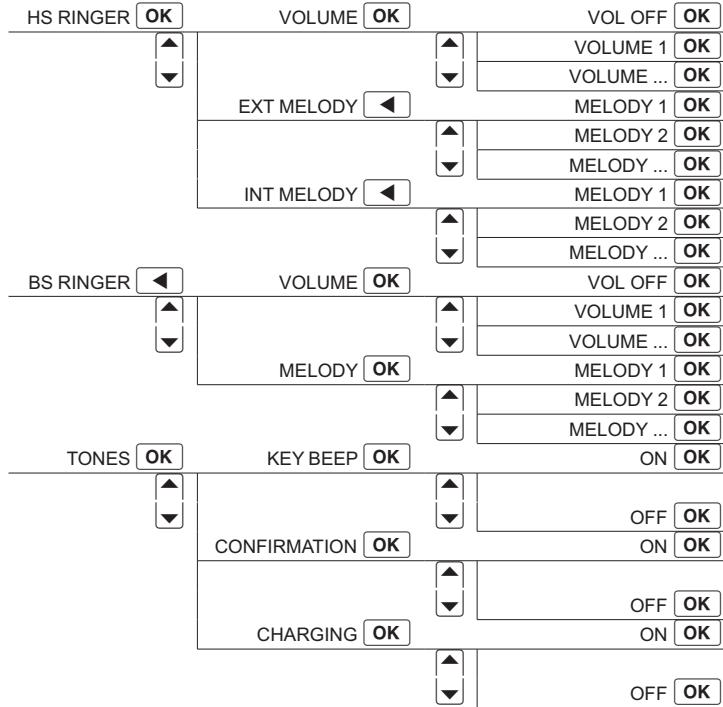 HS RINGER OK VOLUME OK VOL OFF OK
VOLUME 1 OK
VOLUME ... OK
EXT MELODY MELODY 1 OK
MELODY 2 OK
MELODY ... OK
INT MELODY MELODY 1 OK
MELODY 2 OK
MELODY ... OK
BS RINGER VOLUME OK VOL OFF OK
VOLUME 1 OK
VOLUME ... OK
MELODY OK MELODY 1 OK
MELODY 2 OK
MELODY ... OK
TONES OK KEY BEEP OK ON OK
OFF OK
CONFIRMATION OK ON OK
OFF OK
CHARGING OK ON OK
OFF OK